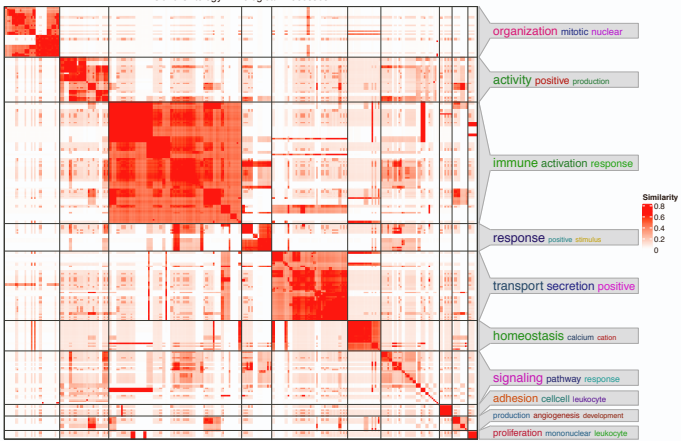 organization mitotic nuclear
activity positive production
immune activation response
Similarity
0.8
0.6
0.4
0.2
0
response positive stimulus
transport secretion positive
homeostasis calcium cation
signaling pathway response
adhesion cellcell leukocyte
production angiogenesis development
proliferation mononuclear leukocyte